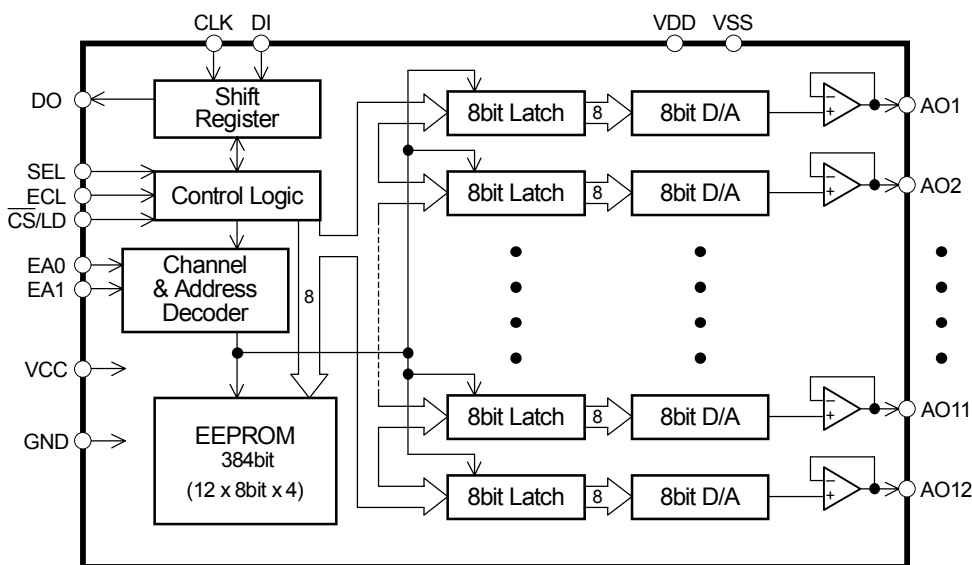 CLK DI VDD VSS
DO
Shift
Register
8bit Latch 8 8bit D/A − + AO1
SEL
ECL
C̅S̅/LD
Control Logic
8bit Latch 8 8bit D/A − + AO2
EA0
EA1
Channel
& Address
Decoder
8
VCC
GND
EEPROM
384bit
(12 x 8bit x 4)
8bit Latch 8 8bit D/A − + AO11
8bit Latch 8 8bit D/A − + AO12